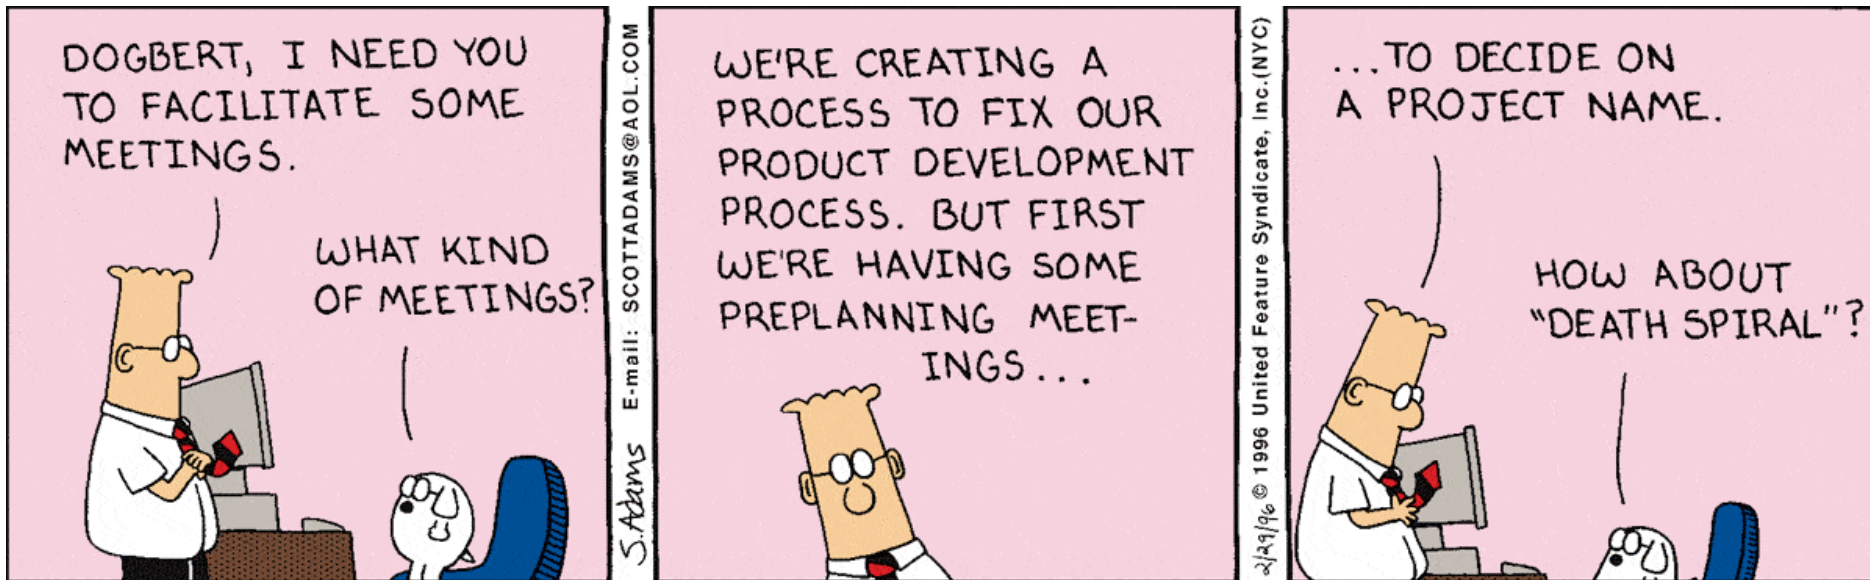 DOGBERT, I NEED YOU
TO FACILITATE SOME
MEETINGS.
WHAT KIND
OF MEETINGS?
S.Adams E-mail: SCOTTADAMS@AOL.COM
WE'RE CREATING A
PROCESS TO FIX OUR
PRODUCT DEVELOPMENT
PROCESS. BUT FIRST
WE'RE HAVING SOME
PREPLANNING MEET-
INGS...
2/29/96 © 1996 United Feature Syndicate, Inc.(NYC)
...TO DECIDE ON
A PROJECT NAME.
HOW ABOUT
"DEATH SPIRAL"?